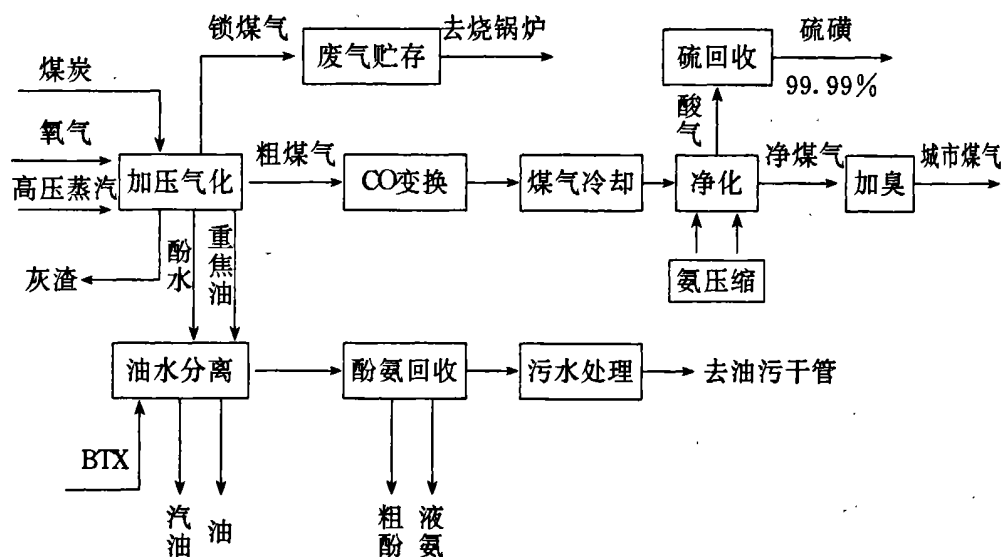 锁煤气
去烧锅炉
硫磺
煤炭
废气贮存
硫回收
99.99%
氧气
酸气
高压蒸汽
加压气化
粗煤气
CO变换
煤气冷却
净化
净煤气
加臭
城市煤气
灰渣
酚水
重焦油
氨压缩
油水分离
酚氨回收
污水处理
去油污干管
BTX
汽油
油
粗酚
液氨